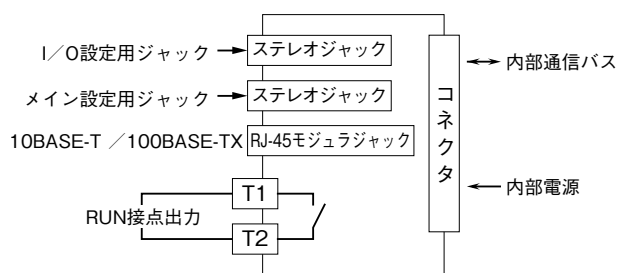 I／O設定用ジャック
ステレオジャック
メイン設定用ジャック
ステレオジャック
10BASE-T ／100BASE-TX
RJ-45モジュラジャック
T1
RUN接点出力
T2
コネクタ
内部通信バス
内部電源